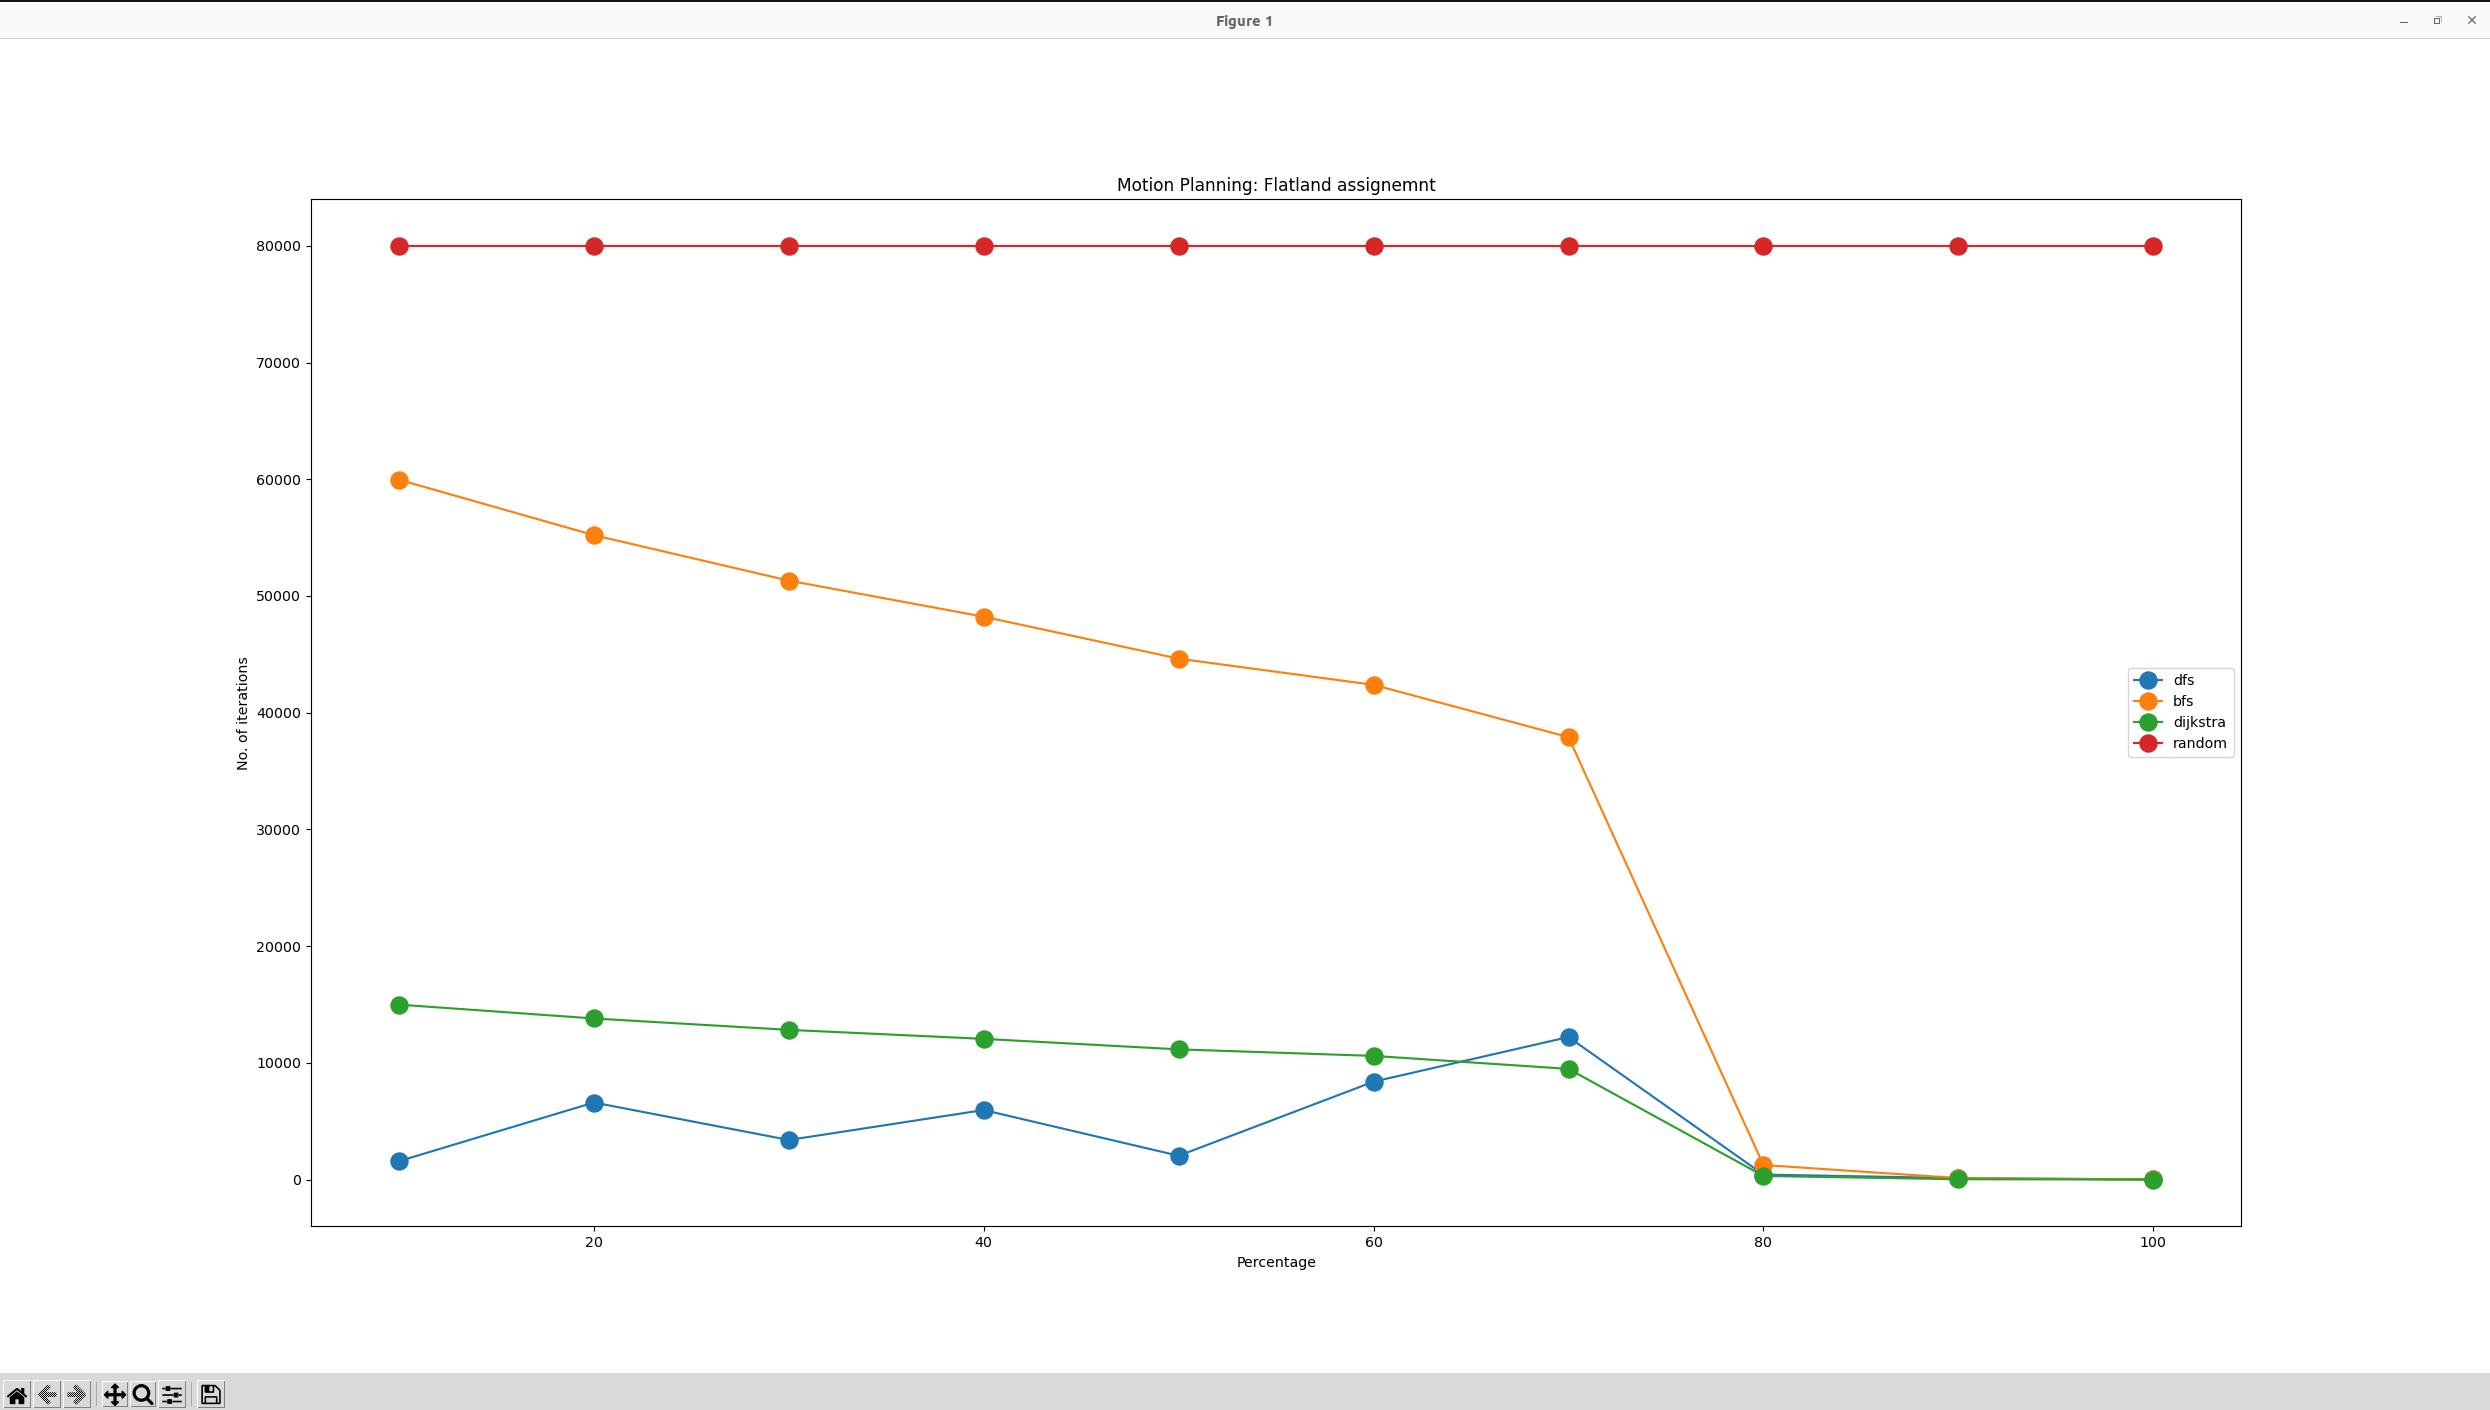 Figure 1
Motion Planning: Flatland assignemnt
80000
70000
60000
50000
40000
30000
20000
10000
0
No. of iterations
dfs
bfs
dijkstra
random
20 40 60 80 100
Percentage